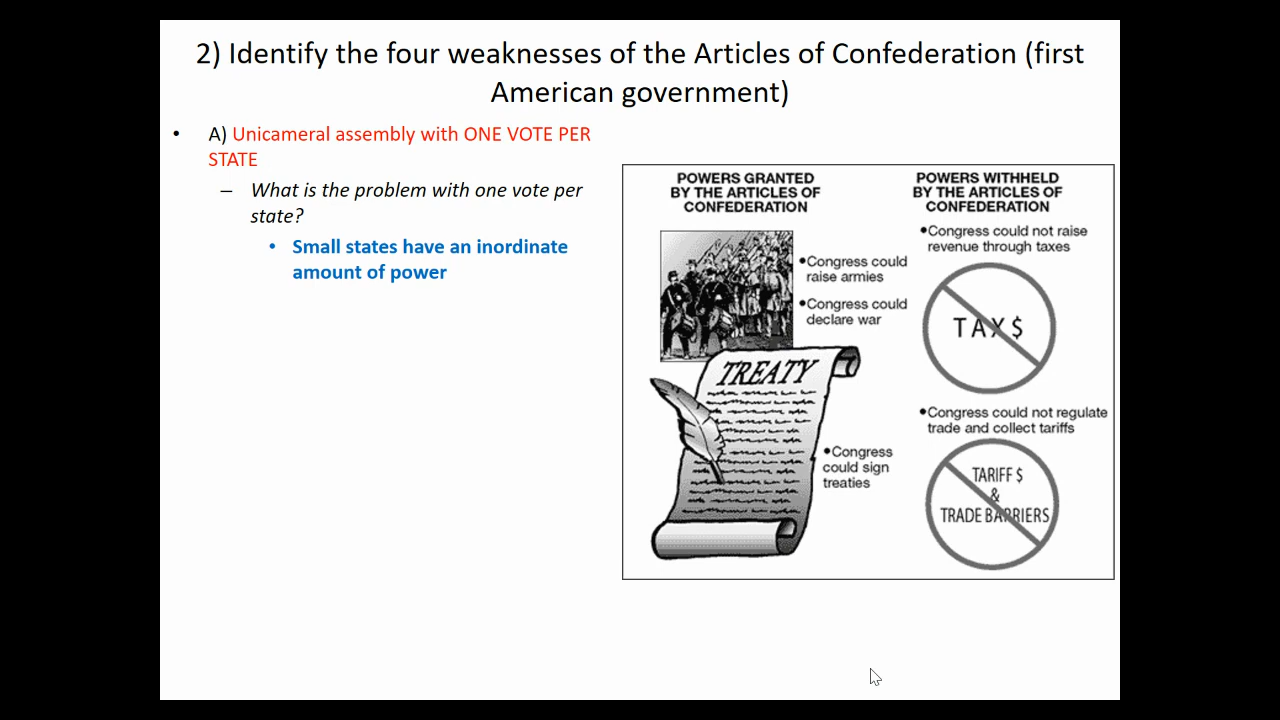 2) Identify the four weaknesses of the Articles of Confederation (first
American government)
• A) Unicameral assembly with ONE VOTE PER
STATE
– What is the problem with one vote per
state?
• Small states have an inordinate
amount of power
POWERS GRANTED
BY THE ARTICLES OF
CONFEDERATION
•Congress could
raise armies
•Congress could
declare war
TREATY
•Congress
could sign
treaties
POWERS WITHHELD
BY THE ARTICLES OF
CONFEDERATION
•Congress could not raise
revenue through taxes
TAX$
•Congress could not regulate
trade and collect tariffs
TARIFF $
&
TRADE BARRIERS